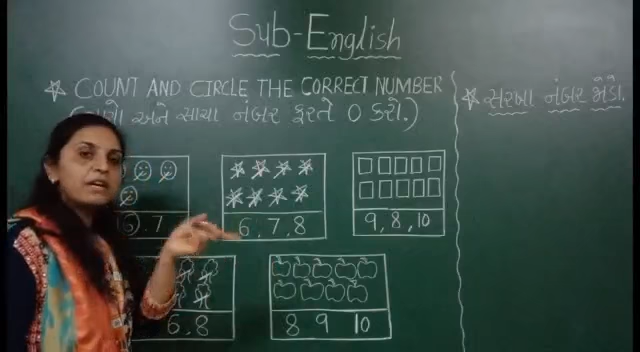 Sub-English
COUNT AND CIRCLE THE CORRECT NUMBER
અને સાચા નંબર ફરતે O કરો.)
સરખા નંબર જોડો.
6, 7
6, 7, 8
9, 8, 10
6, 8
8 9 10